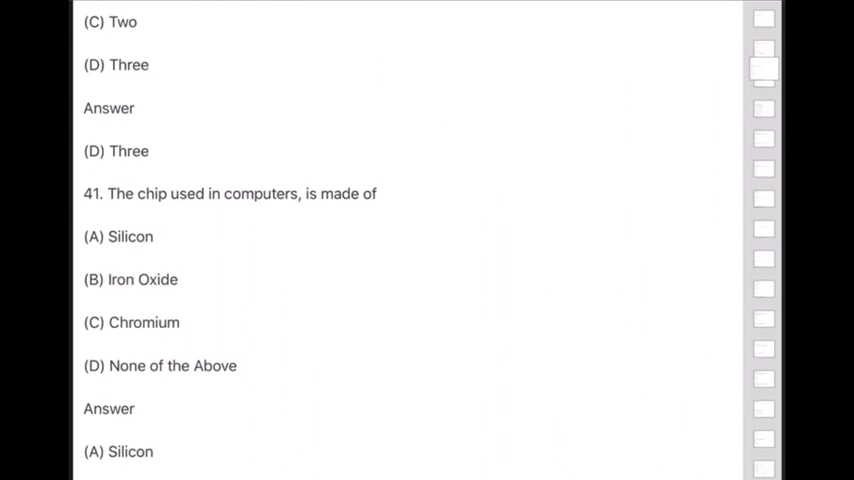 (C) Two
(D) Three
Answer
(D) Three
41. The chip used in computers, is made of
(A) Silicon
(B) Iron Oxide
(C) Chromium
(D) None of the Above
Answer
(A) Silicon